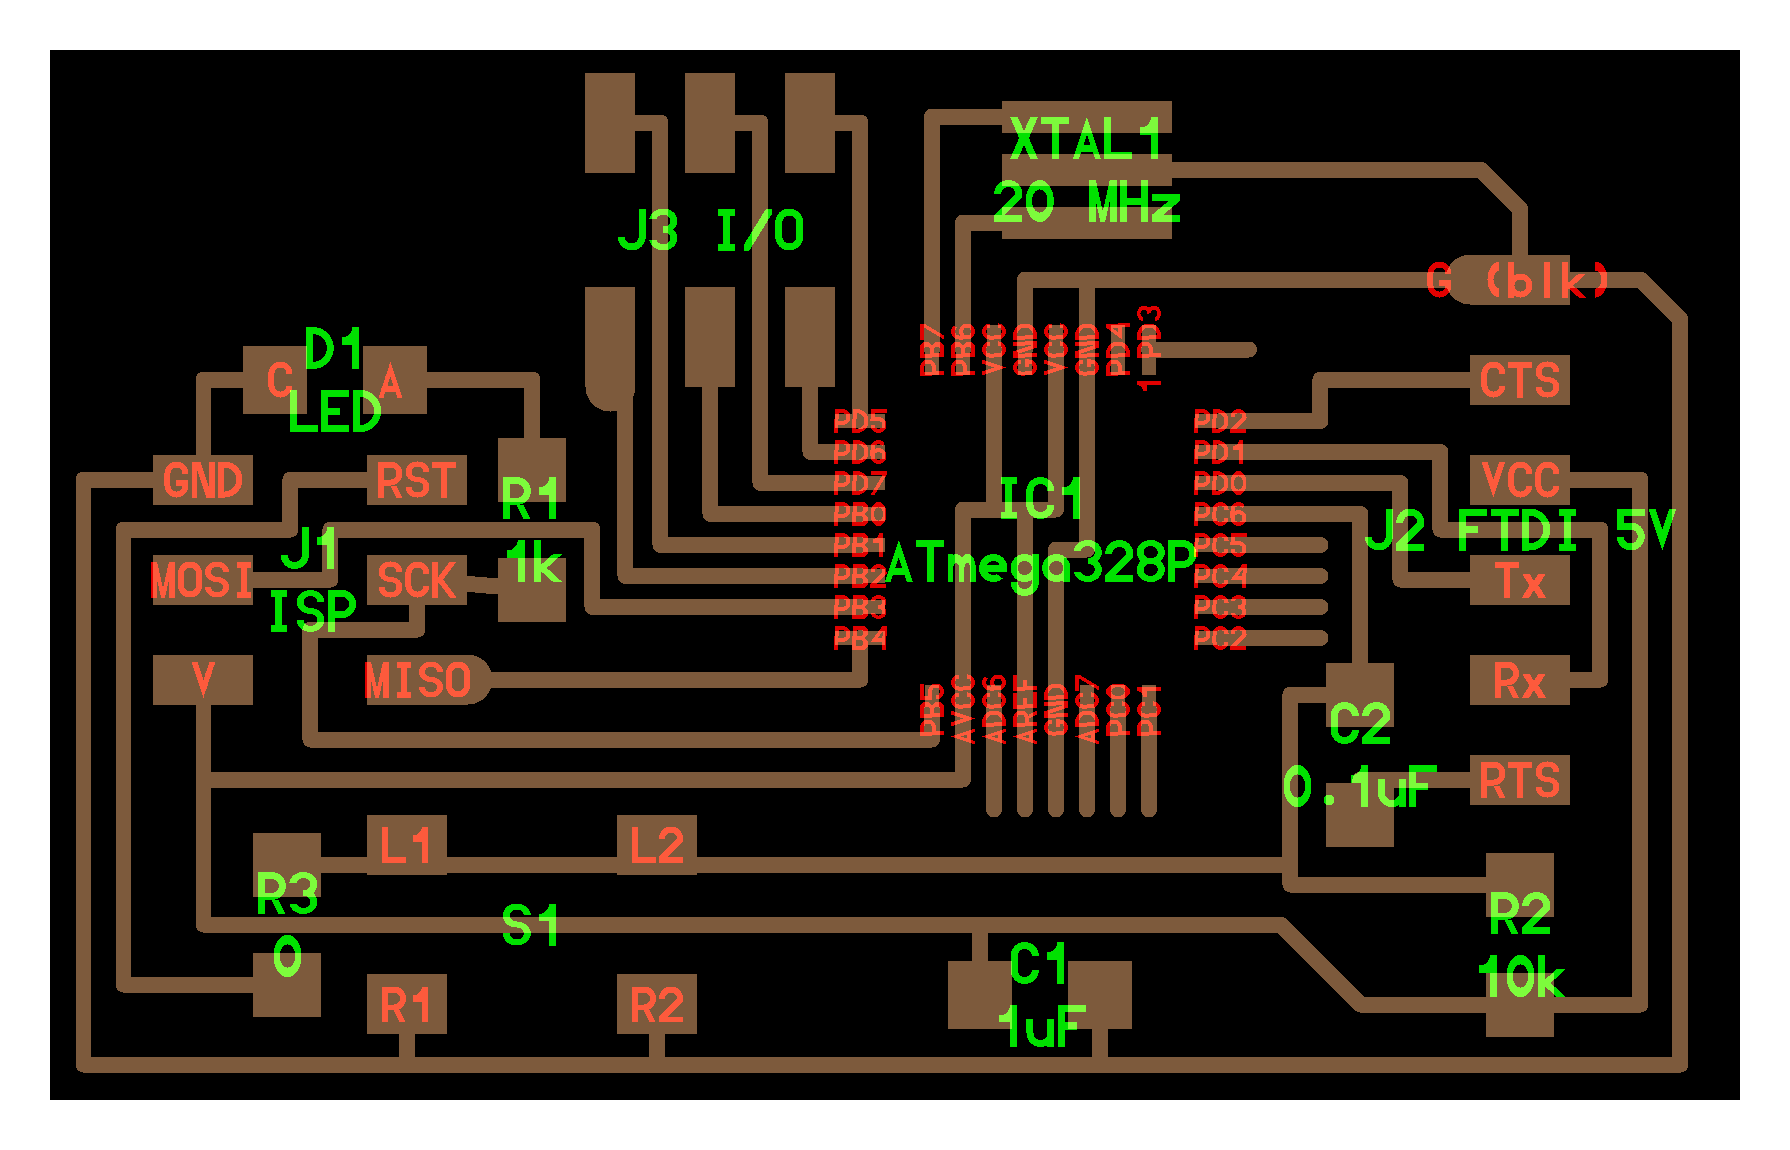 XTAL1
20 MHz
J3 I/O
G (blk)
PB7
PB6
VCC
GND
VCC
GND
PD4
1 PD3
D1
C
A
LED
CTS
PD5
PD6
PD7
PB0
PB1
PB2
PB3
PB4
PD2
PD1
PD0
PC6
PC5
PC4
PC3
PC2
IC1
ATmega328P
GND
RST
R1
1k
J1
MOSI
SCK
ISP
V
MISO
VCC
J2 FTDI 5V
Tx
Rx
RTS
PB5
AVCC
ADC6
AREF
GND
ADC7
PC0
PC1
C2
0.1uF
L1
L2
R3
0
S1
R1
R2
C1
1uF
R2
10k